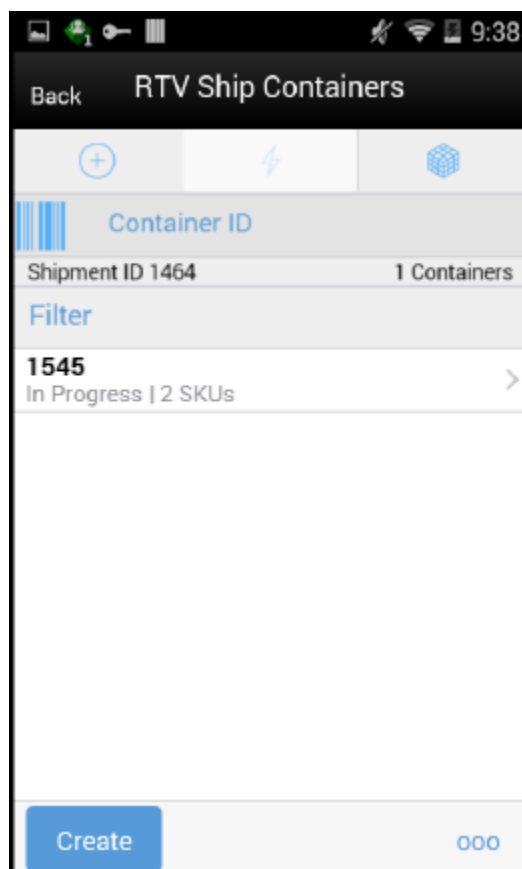 1
9:38
Back
RTV Ship Containers
Container ID
Shipment ID 1464 1 Containers
Filter
1545
In Progress | 2 SKUs
Create
ooo